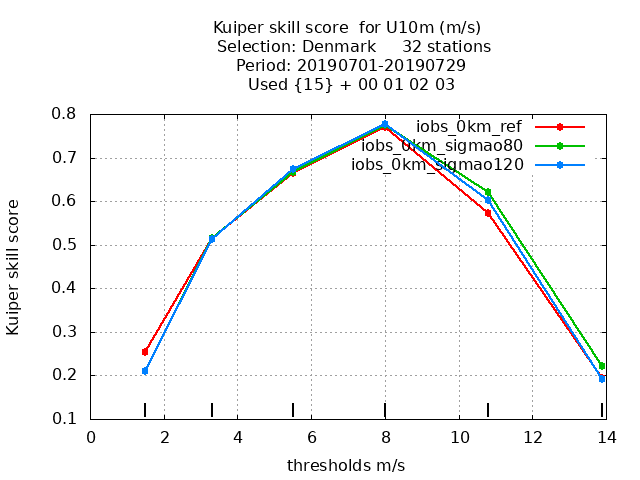 Kuiper skill score  for U10m (m/s)
Selection: Denmark     32 stations
Period: 20190701-20190729
Used {15} + 00 01 02 03
iobs_0km_ref
iobs_0km_sigmao80
iobs_0km_sigmao120
Kuiper skill score
0.8
0.7
0.6
0.5
0.4
0.3
0.2
0.1
0 2 4 6 8 10 12 14
thresholds m/s